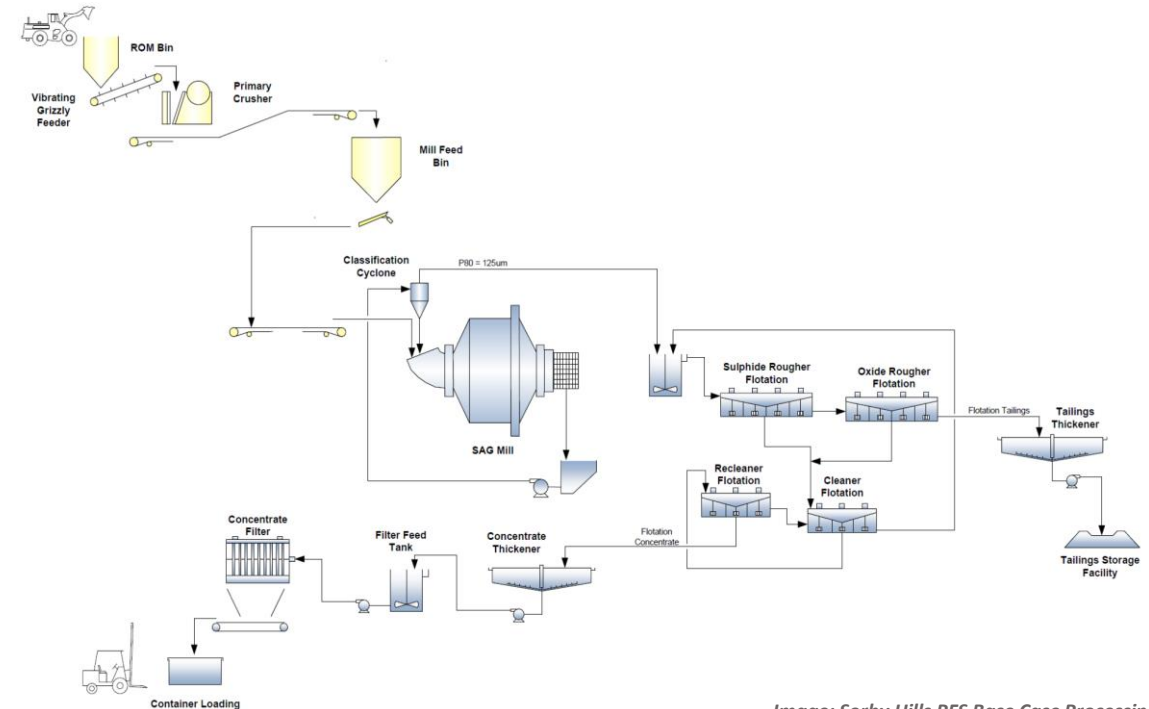 ROM Bin
Vibrating
Grizzly
Feeder
Primary
Crusher
Mill Feed
Bin
Classification
Cyclone
P80 = 125um
SAG Mill
Sulphide Rougher
Flotation
Oxide Rougher
Flotation
Flotation Tailings
Tailings
Thickener
Recleaner
Flotation
Cleaner
Flotation
Tailings Storage
Facility
Flotation
Concentrate
Concentrate
Thickener
Filter Feed
Tank
Concentrate
Filter
Container Loading